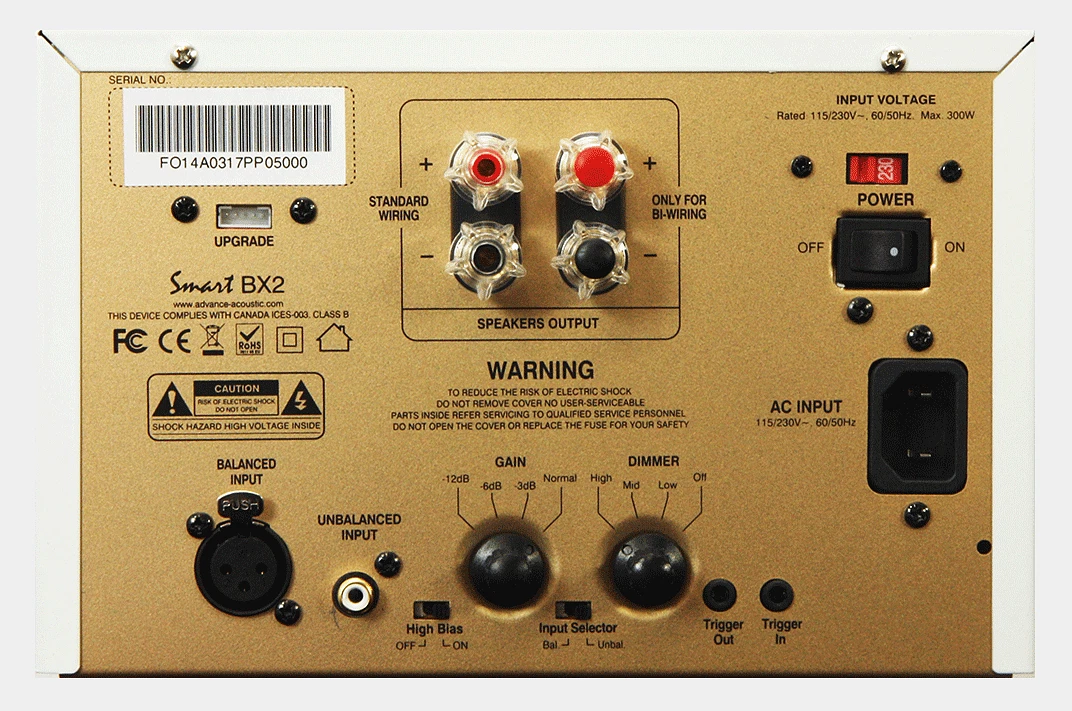 SERIAL NO.:
FO14A0317PP05000
UPGRADE
Smart BX2
www.advance-acoustic.com
THIS DEVICE COMPLIES WITH CANADA ICES-003. CLASS B
FC CE RoHS
CAUTION
RISK OF ELECTRIC SHOCK
DO NOT OPEN
SHOCK HAZARD HIGH VOLTAGE INSIDE
+ +
STANDARD
WIRING
ONLY FOR
BI-WIRING
− −
SPEAKERS OUTPUT
INPUT VOLTAGE
Rated 115/230V~, 60/50Hz. Max. 300W
230
POWER
OFF ON
WARNING
TO REDUCE THE RISK OF ELECTRIC SHOCK
DO NOT REMOVE COVER NO USER-SERVICEABLE
PARTS INSIDE REFER SERVICING TO QUALIFIED SERVICE PERSONNEL
DO NOT OPEN THE COVER OR REPLACE THE FUSE FOR YOUR SAFETY
AC INPUT
115/230V~, 60/50Hz
BALANCED
INPUT
PUSH
UNBALANCED
INPUT
GAIN
-12dB -6dB -3dB Normal
DIMMER
High Mid Low Off
High Bias
OFF ON
Input Selector
Bal. Unbal.
Trigger
Out
Trigger
In